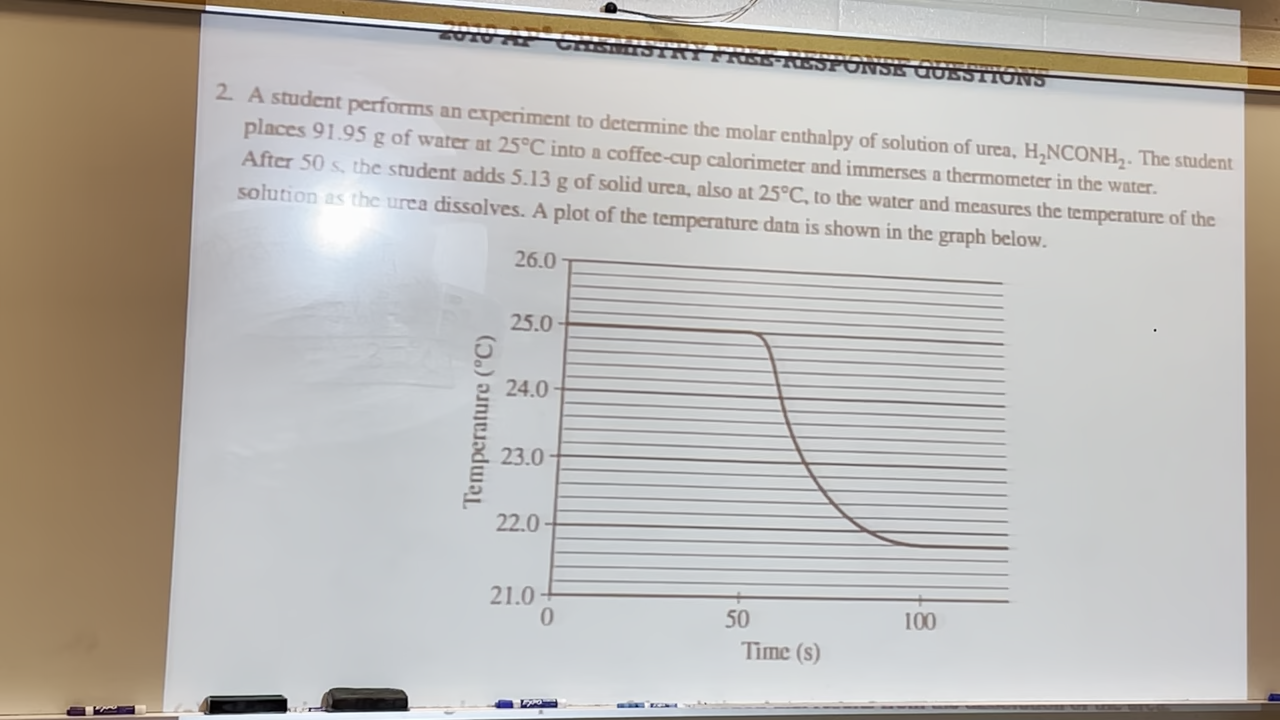 2010 AP® CHEMISTRY FREE-RESPONSE QUESTIONS
2. A student performs an experiment to determine the molar enthalpy of solution of urea, H₂NCONH₂. The student
places 91.95 g of water at 25°C into a coffee-cup calorimeter and immerses a thermometer in the water.
After 50 s, the student adds 5.13 g of solid urea, also at 25°C, to the water and measures the temperature of the
solution as the urea dissolves. A plot of the temperature data is shown in the graph below.
26.0
25.0
24.0
23.0
22.0
21.0
Temperature (°C)
0 50 100
Time (s)
EXPO